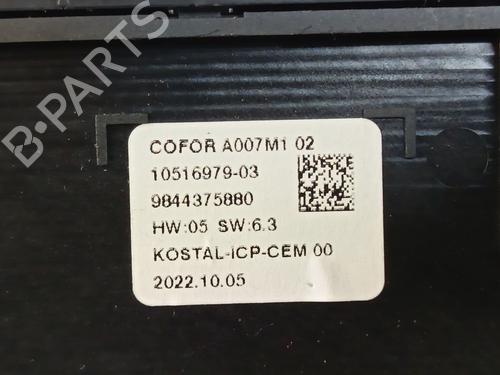 COFOR A007M1 02
10516979-03
9844375880
HW:05 SW:6.3
KOSTAL-ICP-CEM 00
2022.10.05
B-PARTS